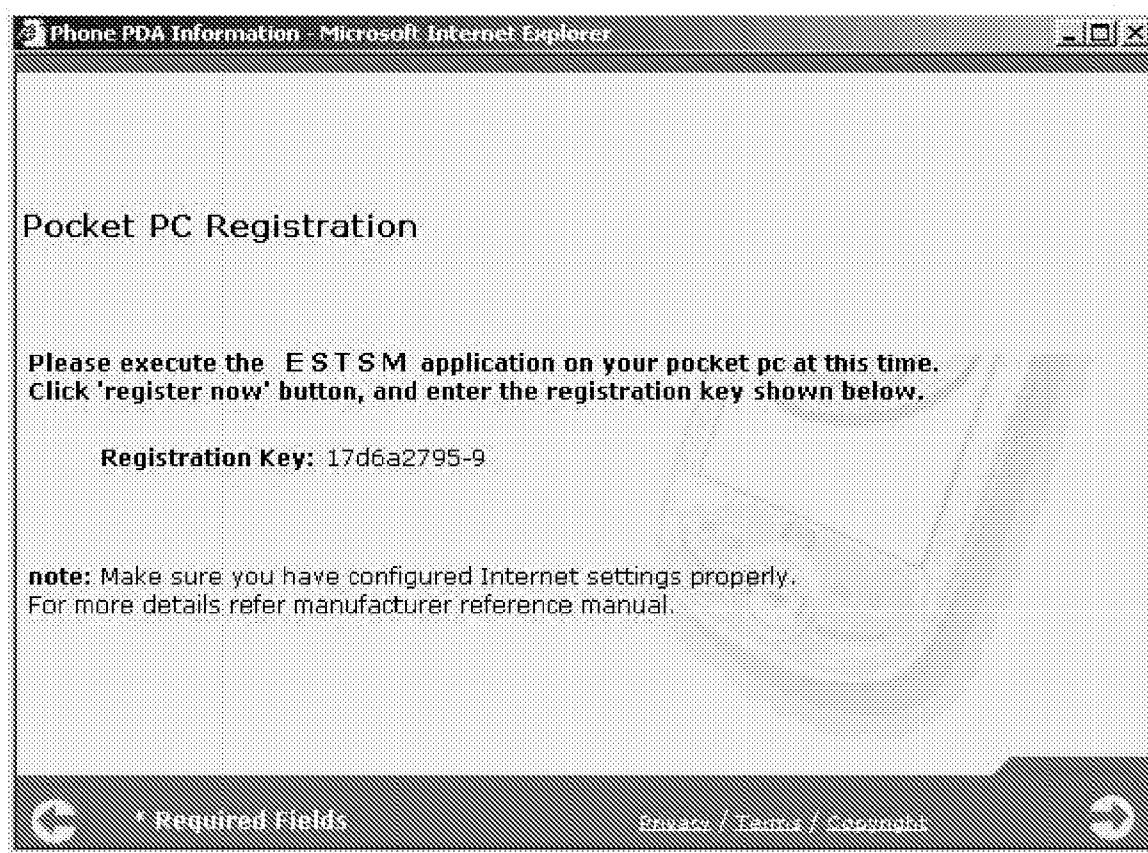 Phone PDA Information - Microsoft Internet Explorer
Pocket PC Registration
Please execute the ESTSM application on your pocket pc at this time.
Click 'register now' button, and enter the registration key shown below.
Registration Key: 17d6a2795-9
note: Make sure you have configured Internet settings properly.
For more details refer manufacturer reference manual.
* Required Fields
Privacy / Terms / Copyright